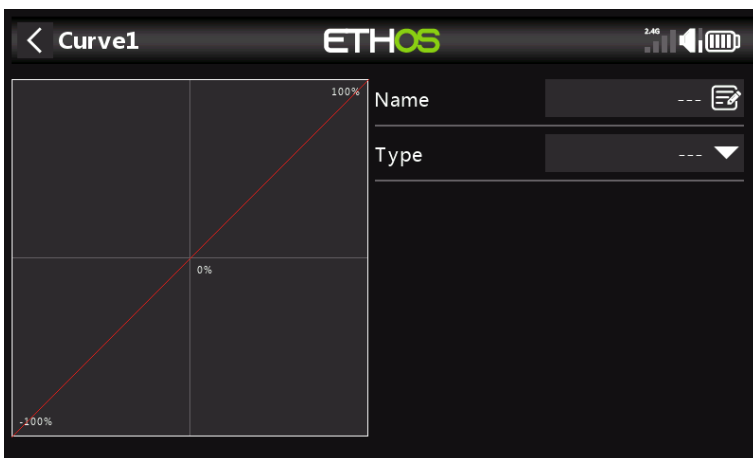 Curve1
ETHOS
2.4G
100%
0%
-100%
Name
---
Type
---